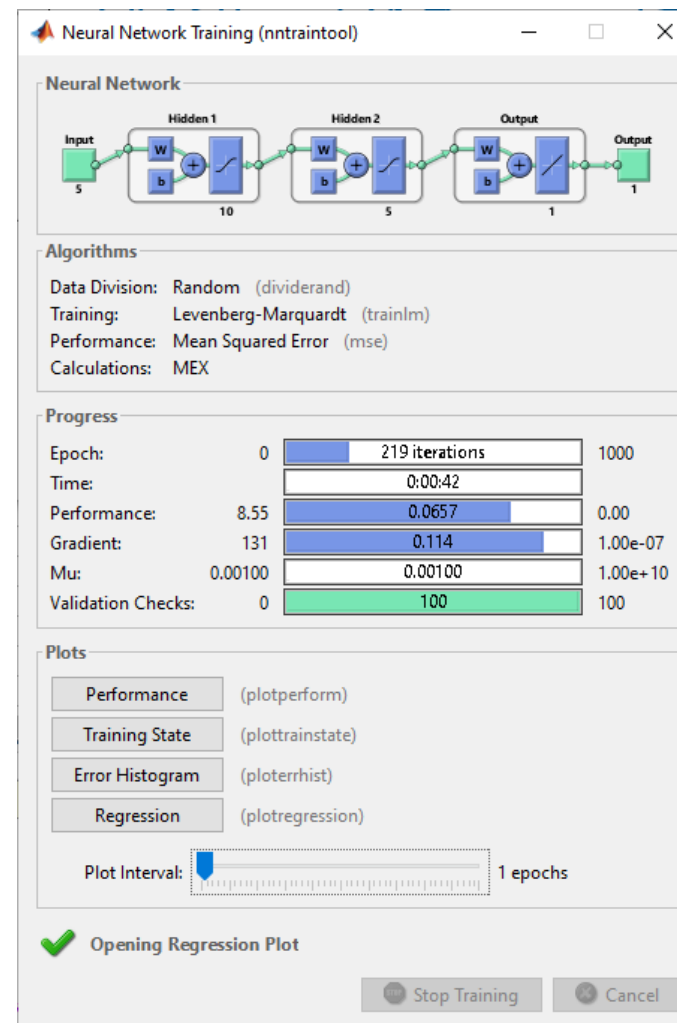 Neural Network Training (nntraintool)
Neural Network
Hidden 1 Hidden 2 Output
Input W W W Output
b b b
5 10 5 1 1
Algorithms
Data Division: Random (dividerand)
Training: Levenberg-Marquardt (trainlm)
Performance: Mean Squared Error (mse)
Calculations: MEX
Progress
Epoch: 0 219 iterations 1000
Time: 0:00:42
Performance: 8.55 0.0657 0.00
Gradient: 131 0.114 1.00e-07
Mu: 0.00100 0.00100 1.00e+10
Validation Checks: 0 100 100
Plots
Performance (plotperform)
Training State (plottrainstate)
Error Histogram (ploterrhist)
Regression (plotregression)
Plot Interval: 1 epochs
Opening Regression Plot
Stop Training Cancel